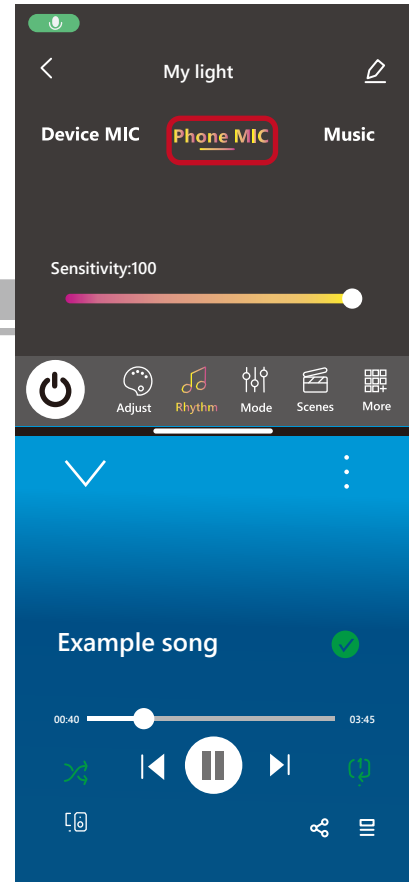 My light
Device MIC Phone MIC Music
Sensitivity:100
Adjust Rhythm Mode Scenes More
Example song
00:40 03:45